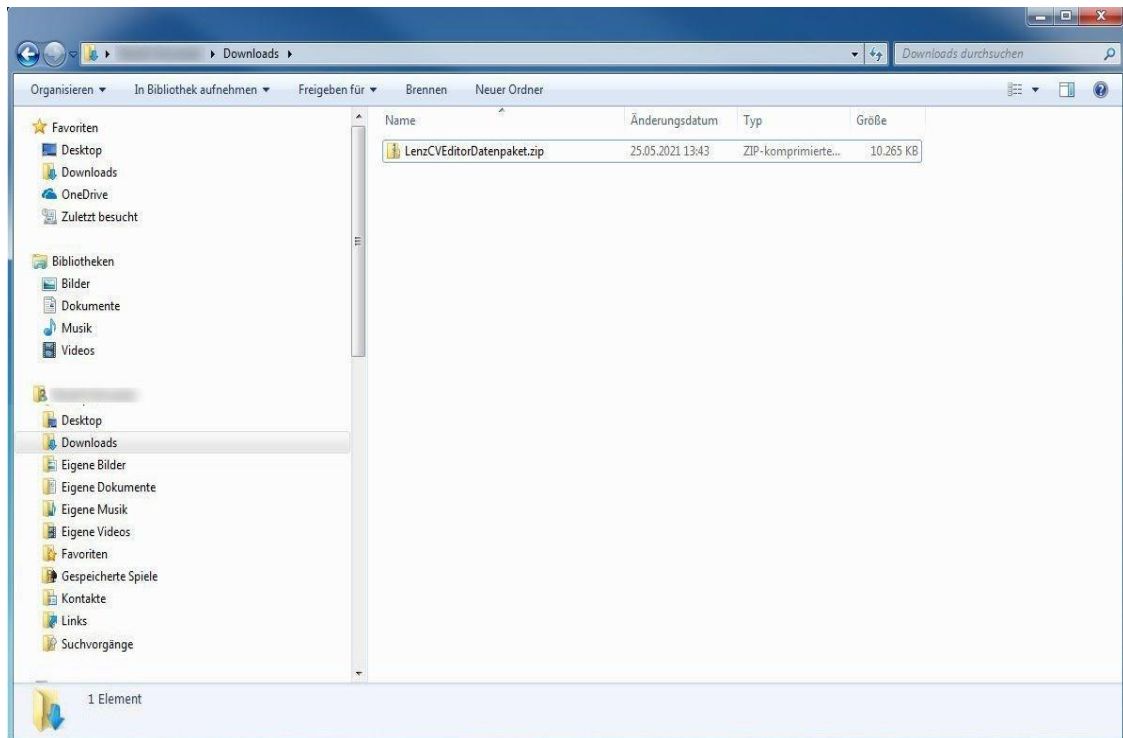 Downloads
Downloads durchsuchen
Organisieren In Bibliothek aufnehmen Freigeben für Brennen Neuer Ordner
Name Änderungsdatum Typ Größe
LenzCVEditorDatenpaket.zip 25.05.2021 13:43 ZIP-komprimierte... 10.265 KB
Favoriten
Desktop
Downloads
OneDrive
Zuletzt besucht
Bibliotheken
Bilder
Dokumente
Musik
Videos
Desktop
Downloads
Eigene Bilder
Eigene Dokumente
Eigene Musik
Eigene Videos
Favoriten
Gespeicherte Spiele
Kontakte
Links
Suchvorgänge
1 Element